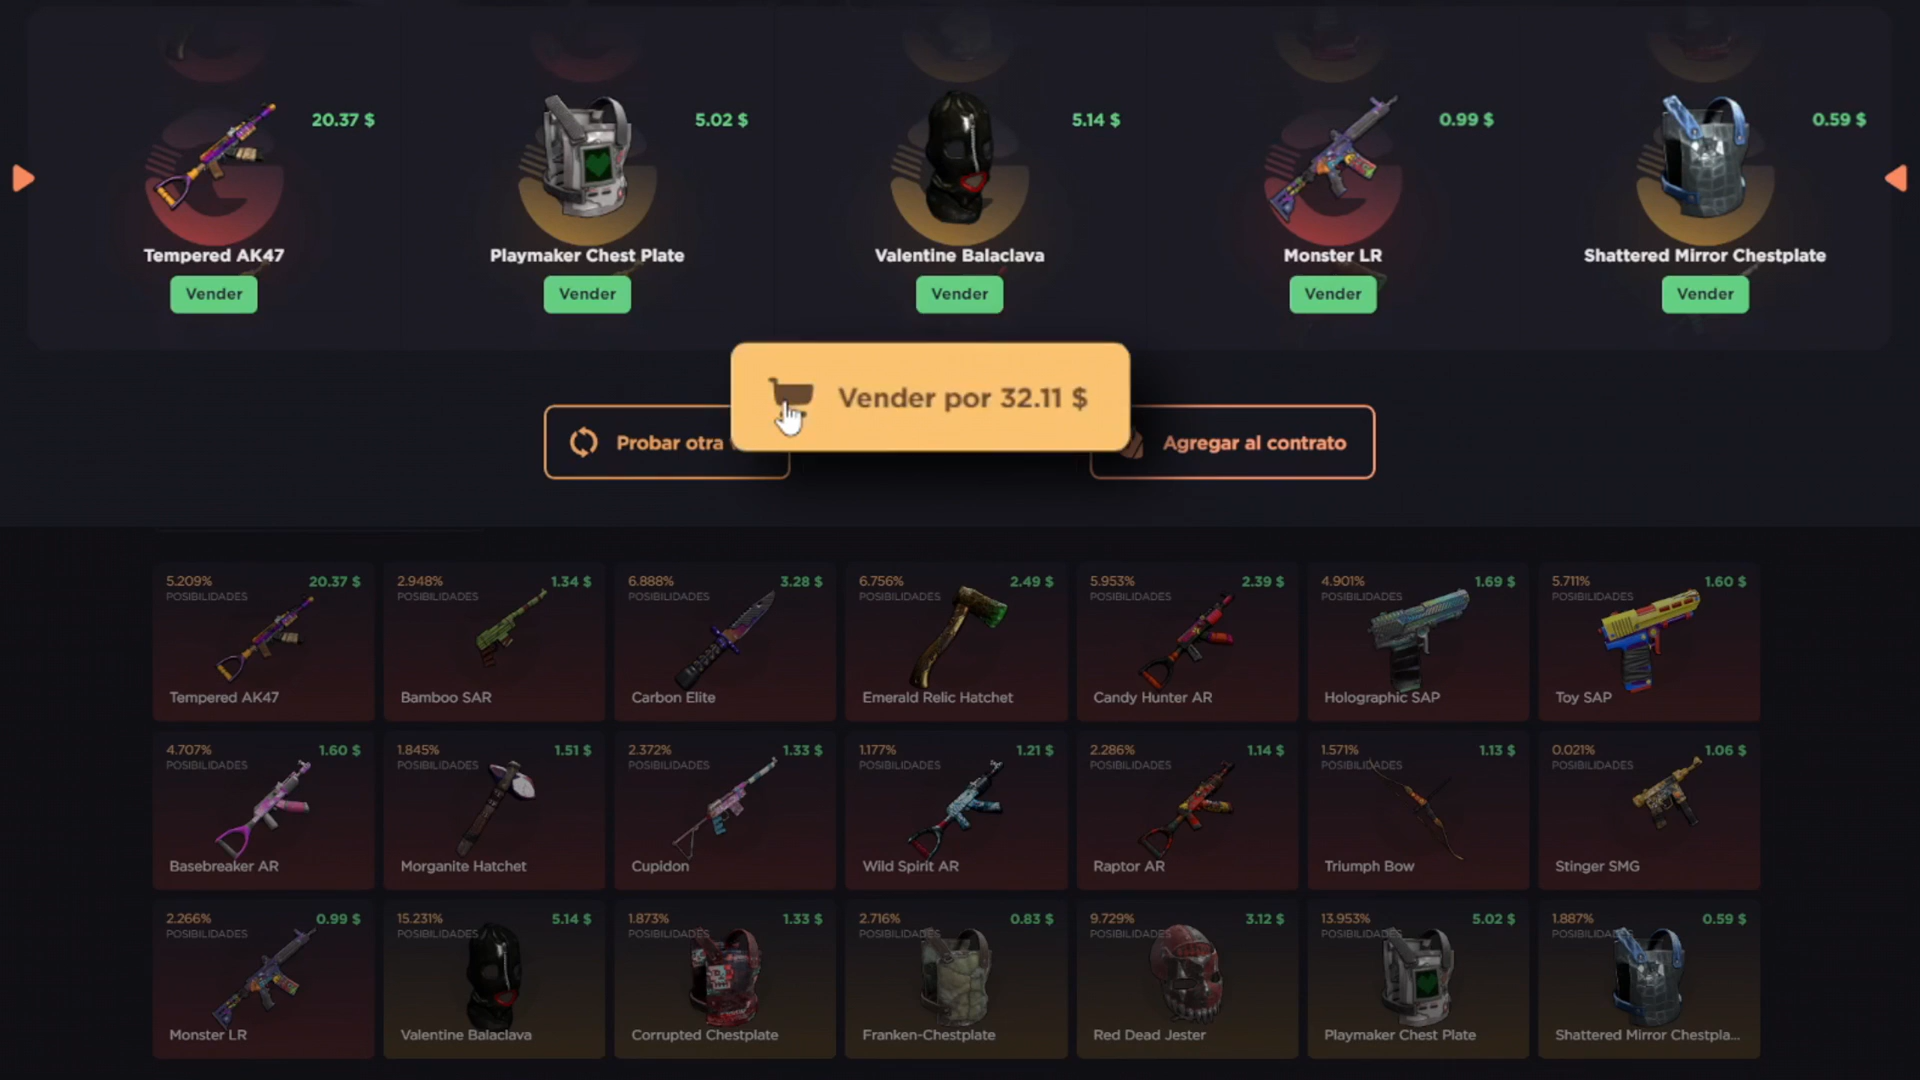 20.37 $
5.02 $
5.14 $
0.99 $
0.59 $
Tempered AK47
Playmaker Chest Plate
Valentine Balaclava
Monster LR
Shattered Mirror Chestplate
Vender
Vender
Vender
Vender
Vender
Vender por 32.11 $
Probar otra
Agregar al contrato
5.209%
20.37 $
POSIBILIDADES
Tempered AK47
2.948%
1.34 $
POSIBILIDADES
Bamboo SAR
6.888%
3.28 $
POSIBILIDADES
Carbon Elite
6.756%
2.49 $
POSIBILIDADES
Emerald Relic Hatchet
5.953%
2.39 $
POSIBILIDADES
Candy Hunter AR
4.901%
1.69 $
POSIBILIDADES
Holographic SAP
5.711%
1.60 $
POSIBILIDADES
Toy SAP
4.707%
1.60 $
POSIBILIDADES
Basebreaker AR
1.845%
1.51 $
POSIBILIDADES
Morganite Hatchet
2.372%
1.33 $
POSIBILIDADES
Cupidon
1.177%
1.21 $
POSIBILIDADES
Wild Spirit AR
2.286%
1.14 $
POSIBILIDADES
Raptor AR
1.571%
1.13 $
POSIBILIDADES
Triumph Bow
0.021%
1.06 $
POSIBILIDADES
Stinger SMG
2.266%
0.99 $
POSIBILIDADES
Monster LR
15.231%
5.14 $
POSIBILIDADES
Valentine Balaclava
1.873%
1.33 $
POSIBILIDADES
Corrupted Chestplate
2.716%
0.83 $
POSIBILIDADES
Franken-Chestplate
9.729%
3.12 $
POSIBILIDADES
Red Dead Jester
13.953%
5.02 $
POSIBILIDADES
Playmaker Chest Plate
1.887%
0.59 $
POSIBILIDADES
Shattered Mirror Chestpla...